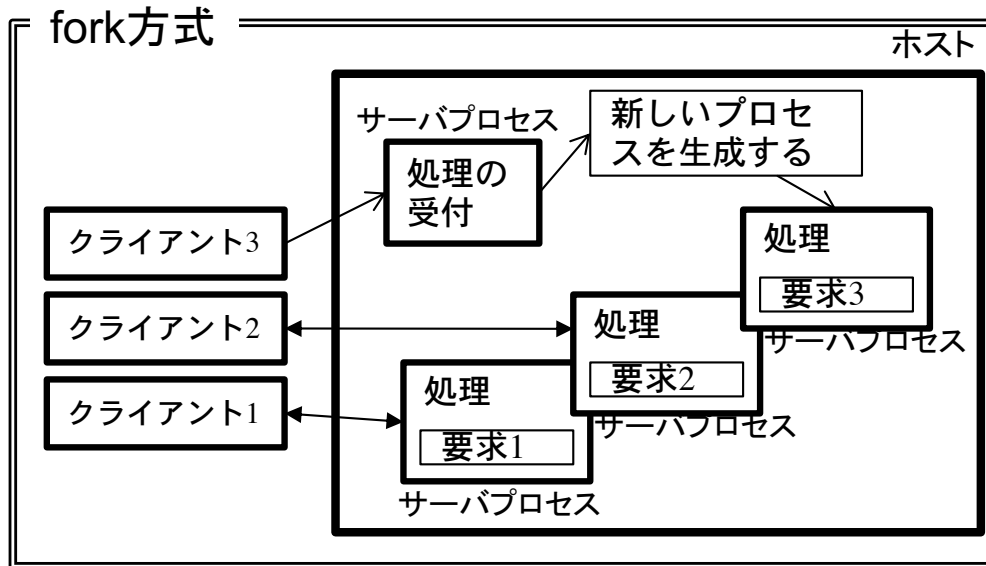 fork方式
ホスト
サーバプロセス
処理の
受付
新しいプロセ
スを生成する
クライアント3
処理
要求3
サーバプロセス
クライアント2
処理
要求2
サーバプロセス
クライアント1
処理
要求1
サーバプロセス